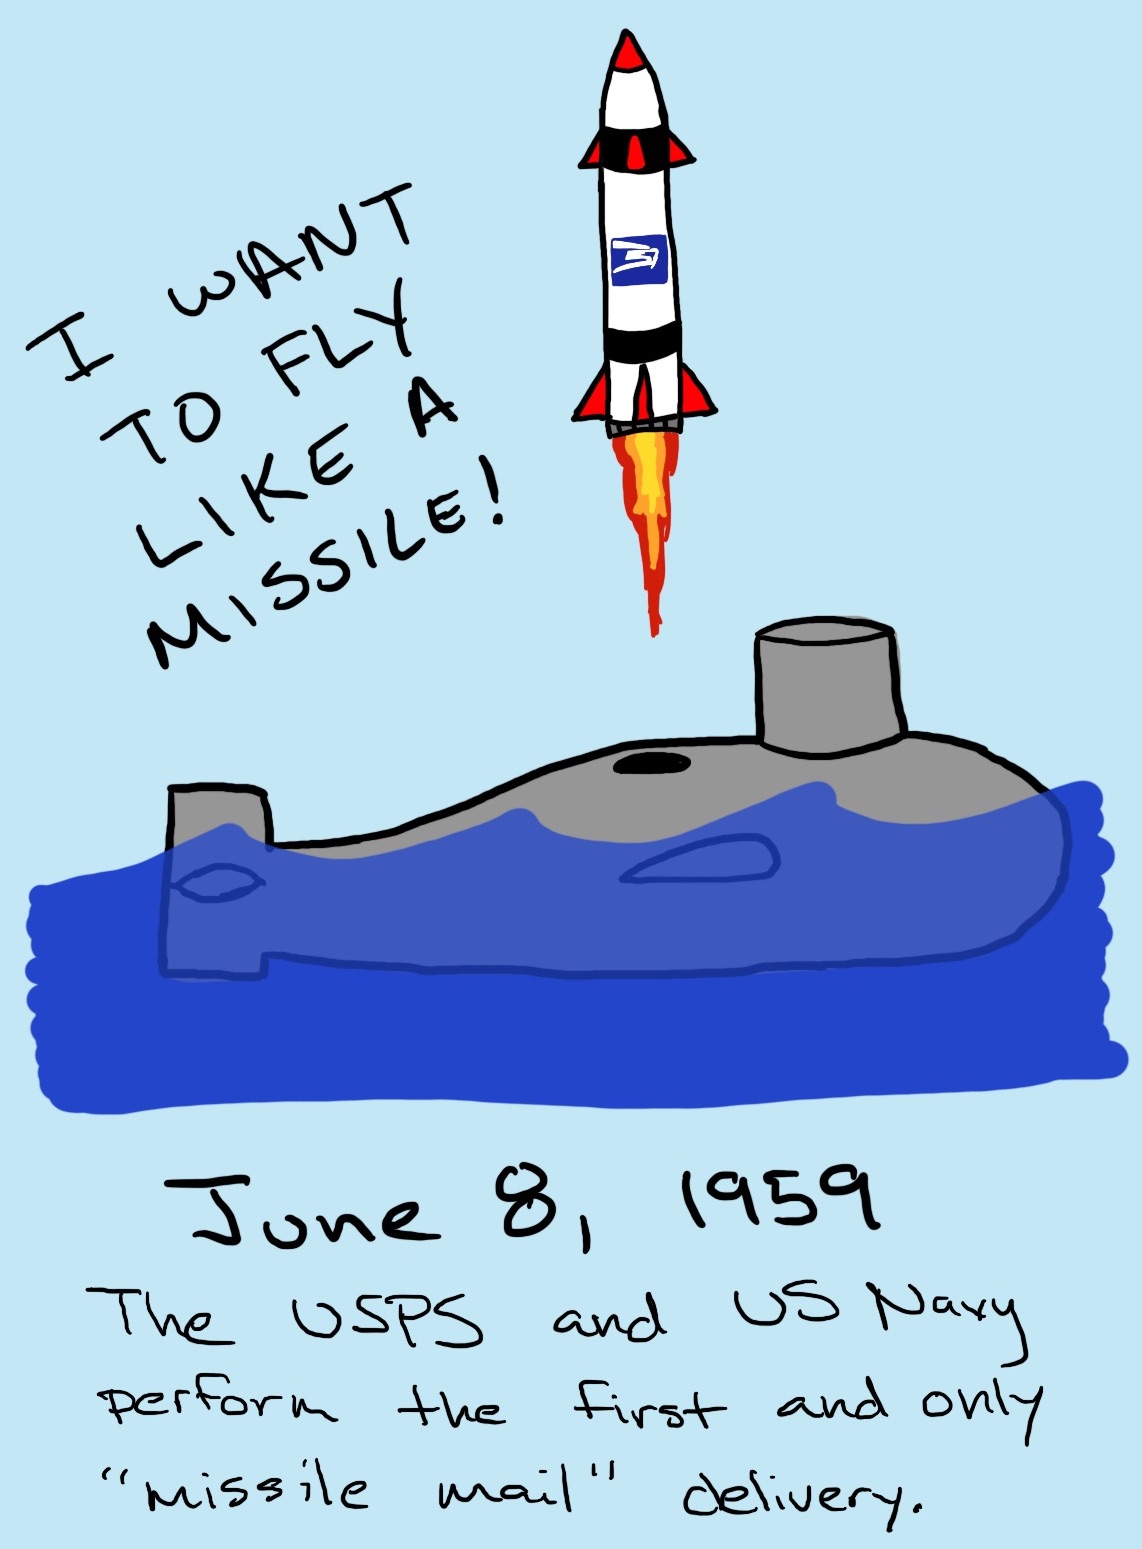 I WANT
TO FLY
LIKE A
MISSILE!
June 8, 1959
The USPS and US Navy
perform the first and only
"missile mail" delivery.